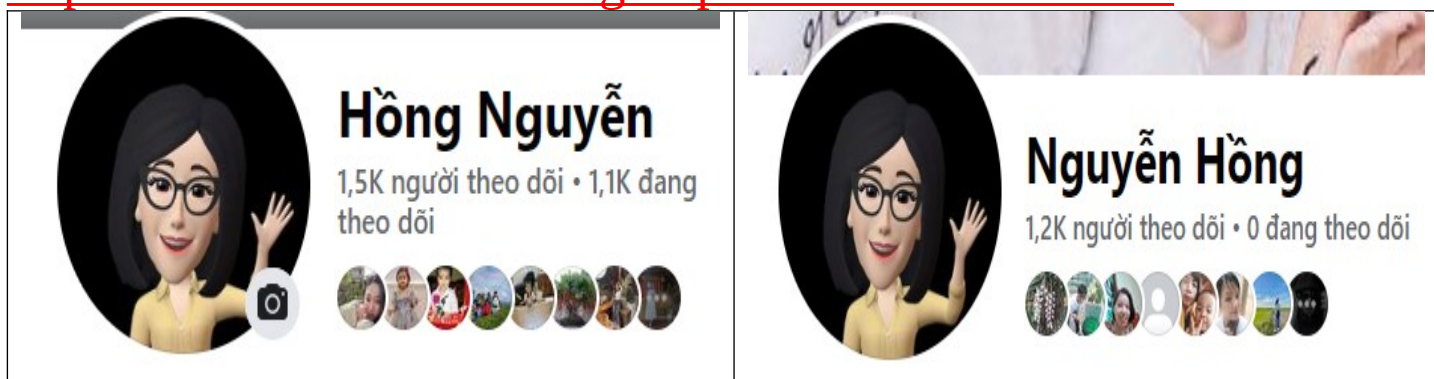 Hồng Nguyễn
1,5K người theo dõi • 1,1K đang
theo dõi
Nguyễn Hồng
1,2K người theo dõi • 0 đang theo dõi